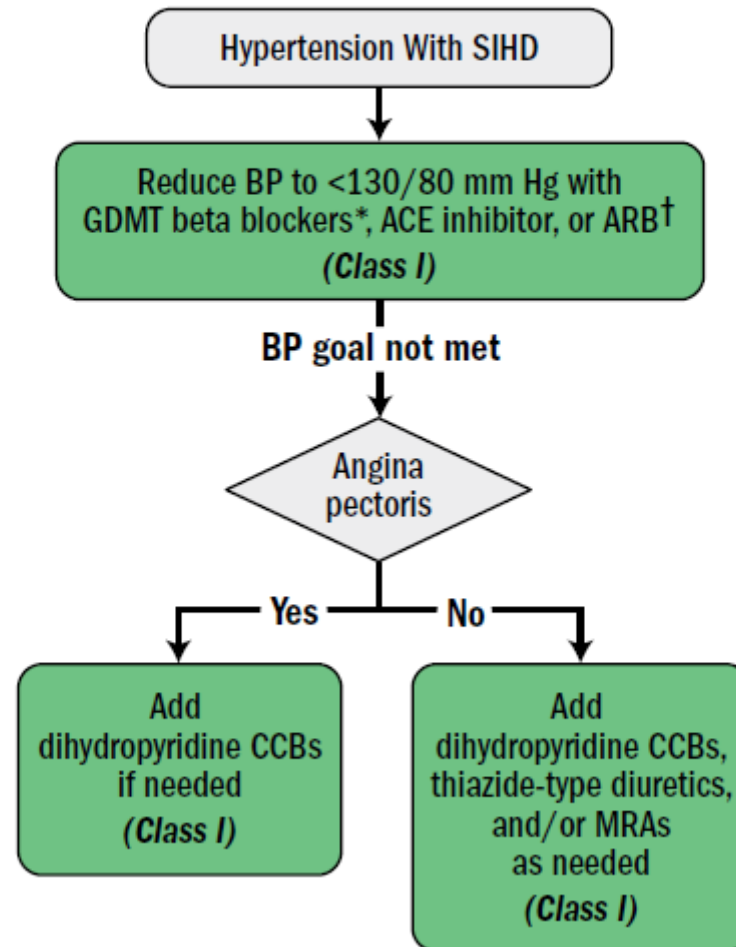 Hypertension With SIHD
Reduce BP to <130/80 mm Hg with
GDMT beta blockers*, ACE inhibitor, or ARB†
(Class I)
BP goal not met
Angina
pectoris
Yes
No
Add
dihydropyridine CCBs
if needed
(Class I)
Add
dihydropyridine CCBs,
thiazide-type diuretics,
and/or MRAs
as needed
(Class I)